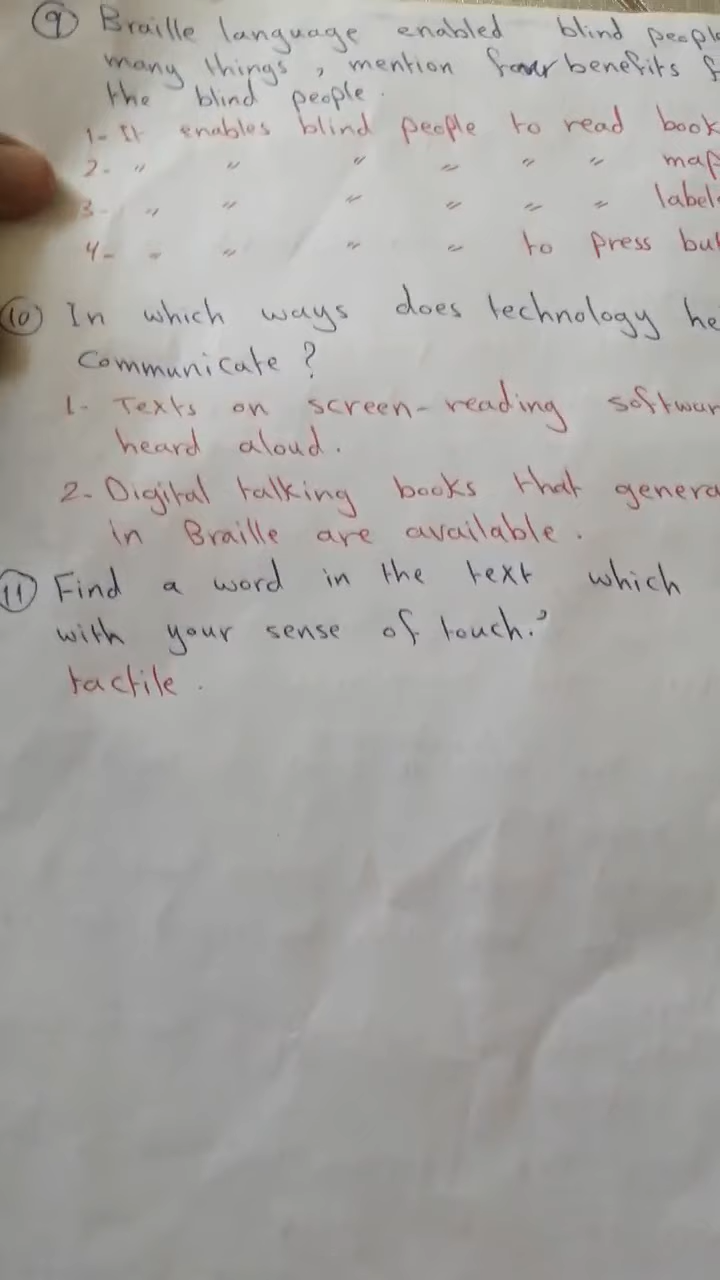 9 Braille language enabled blind peopl
many things, mention four benefits f
the blind people.
1- It enables blind people to read book
2- " " " " " " map
3- " " " " " " label
4- " " " " to press but
10 In which ways does technology he
communicate?
1- Texts on screen-reading softwar
heard aloud.
2- Digital talking books that genera
in Braille are available.
11 Find a word in the text which
with your sense of touch.'
tactile.